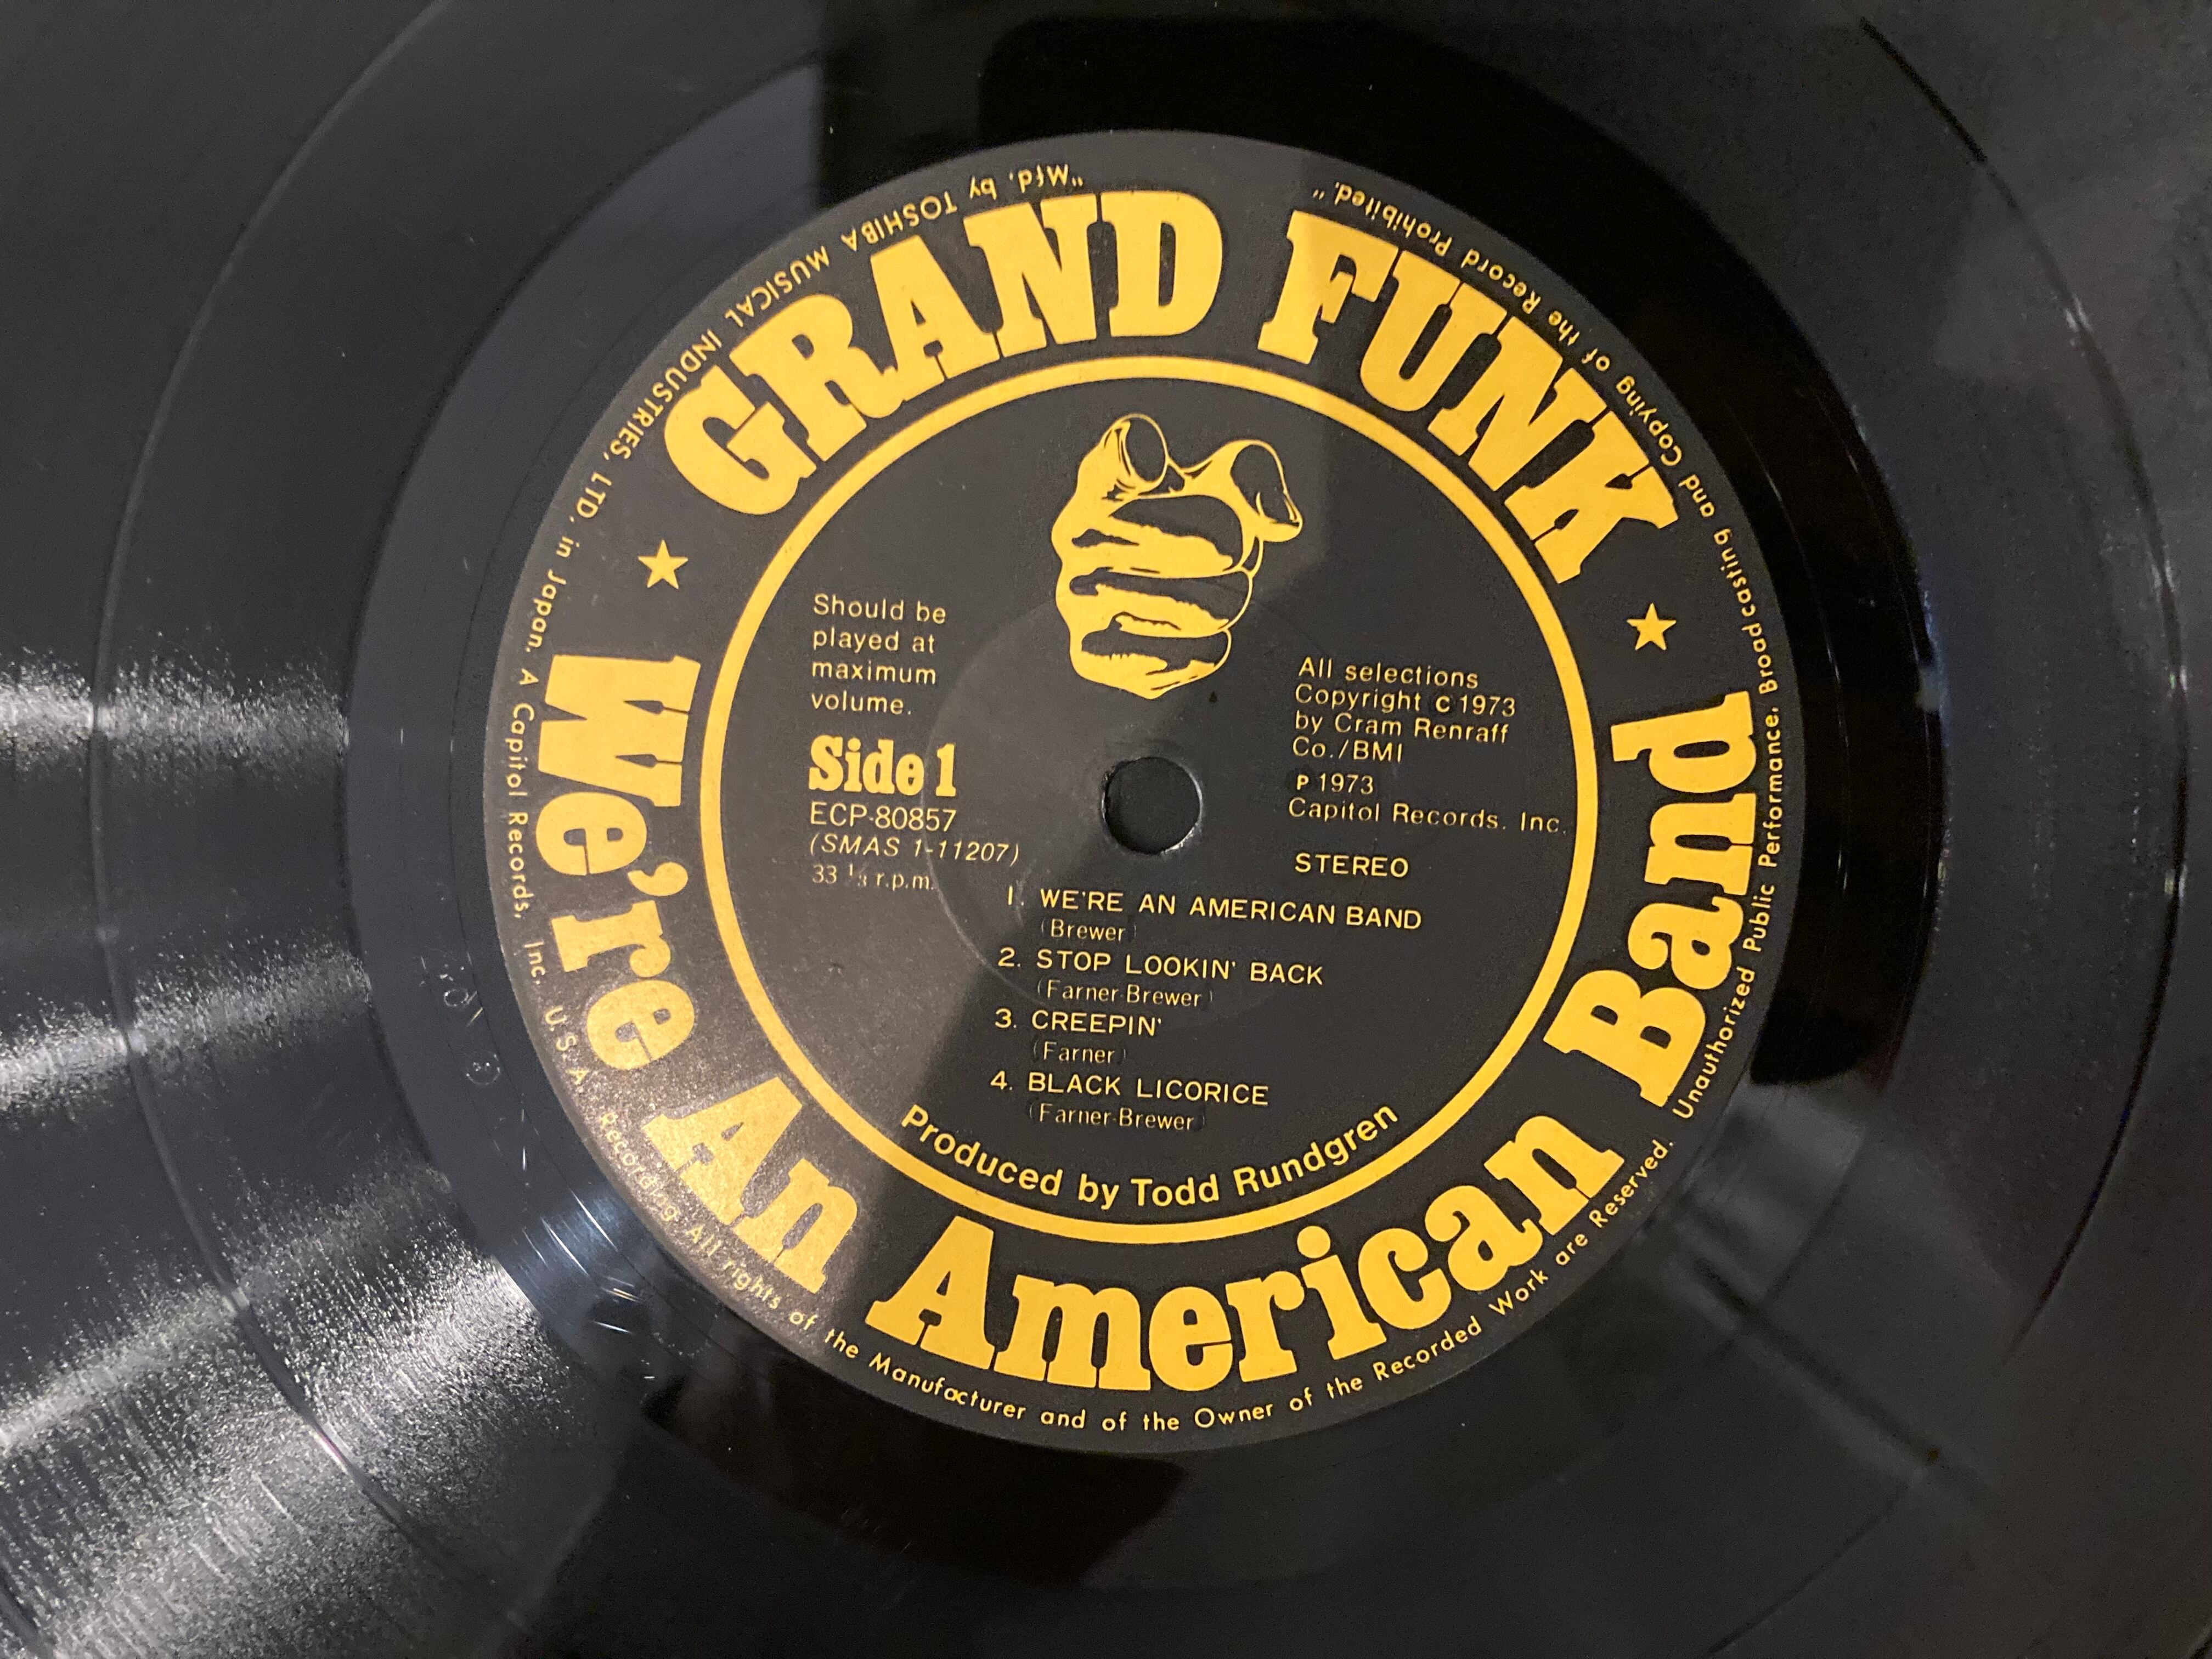 GRAND FUNK
We're An American Band
Should be
played at
maximum
volume.
Side 1
ECP-80857
(SMAS 1-11207)
33 ⅓ r.p.m.
All selections
Copyright C 1973
by Cram Renraff
Co./BMI
P 1973
Capitol Records. Inc.
STEREO
1. WE'RE AN AMERICAN BAND
(Brewer)
2. STOP LOOKIN' BACK
(Farner-Brewer)
3. CREEPIN'
(Farner)
4. BLACK LICORICE
(Farner-Brewer)
Produced by Todd Rundgren
"Mfd. by TOSHIBA MUSICAL INDUSTRIES, LTD. in Japan. A Capitol Records, Inc. U.S.A. Recording. All rights of the Manufacturer and of the Owner of the Recorded Work are Reserved. Unauthorized Public Performance. Broadcasting and Copying of the Record Prohibited."